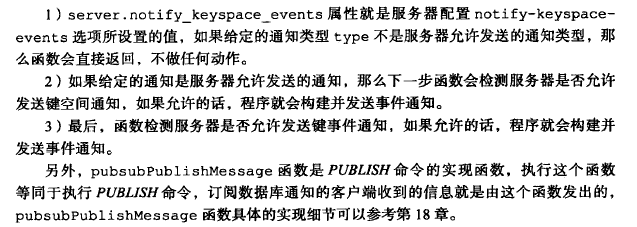 1）server.notify_keyspace_events 属性就是服务器配置 notify-keyspace-
events 选项所设置的值，如果给定的通知类型 type 不是服务器允许发送的通知类型，那
么函数会直接返回，不做任何动作。
2）如果给定的通知是服务器允许发送的通知，那么下一步函数会检测服务器是否允许
发送键空间通知，如果允许的话，程序就会构建并发送事件通知。
3）最后，函数检测服务器是否允许发送键事件通知，如果允许的话，程序就会构建并
发送事件通知。
另外，pubsubPublishMessage 函数是 PUBLISH 命令的实现函数，执行这个函数
等同于执行 PUBLISH 命令，订阅数据库通知的客户端收到的信息就是由这个函数发出的，
pubsubPublishMessage 函数具体的实现细节可以参考第 18 章。